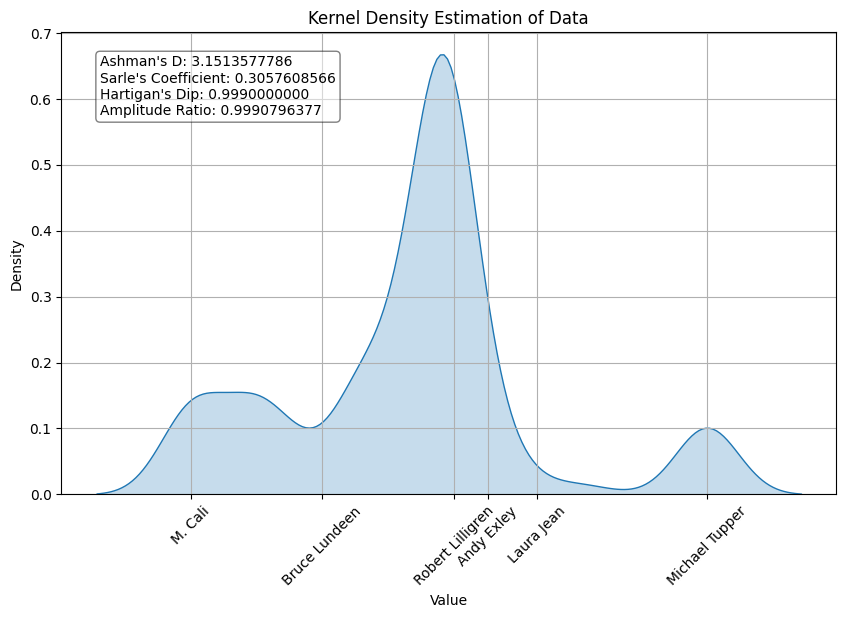 Kernel Density Estimation of Data
Ashman's D: 3.1513577786
Sarle's Coefficient: 0.3057608566
Hartigan's Dip: 0.9990000000
Amplitude Ratio: 0.9990796377
Density
0.7
0.6
0.5
0.4
0.3
0.2
0.1
0.0
M. Cali
Bruce Lundeen
Robert Lilligren
Andy Exley
Laura Jean
Michael Tupper
Value